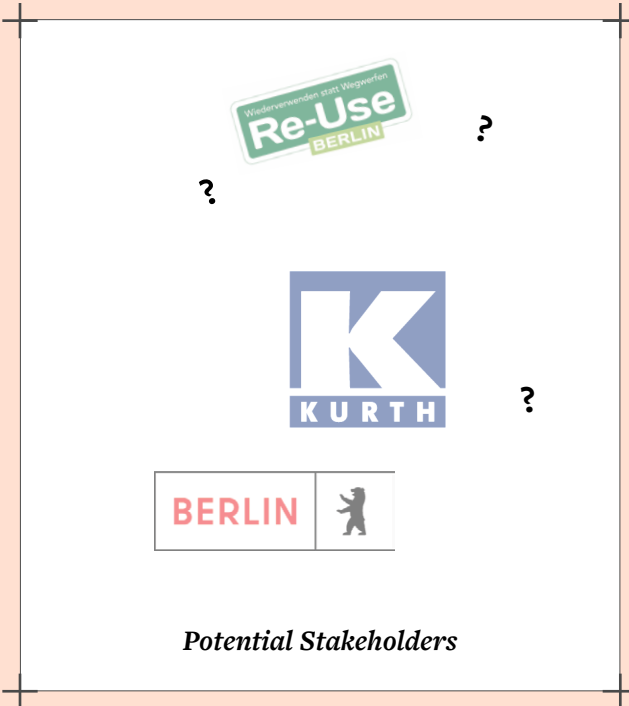 Wiederverwenden statt Wegwerfen
Re-Use
BERLIN
?
?
K
KURTH
?
BERLIN
Potential Stakeholders